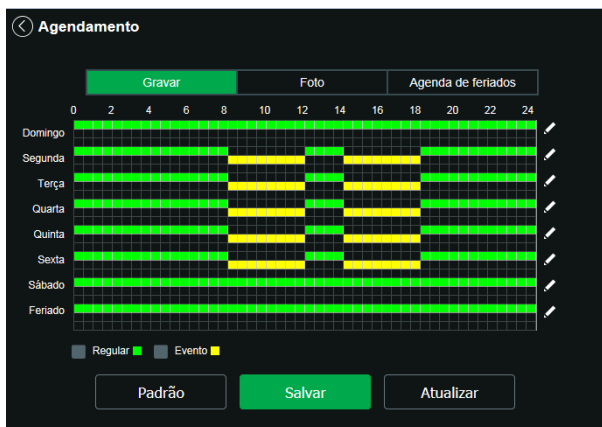 Agendamento
Gravar Foto Agenda de feriados
0 2 4 6 8 10 12 14 16 18 20 22 24
Domingo
Segunda
Terça
Quarta
Quinta
Sexta
Sábado
Feriado
Regular Evento
Padrão Salvar Atualizar